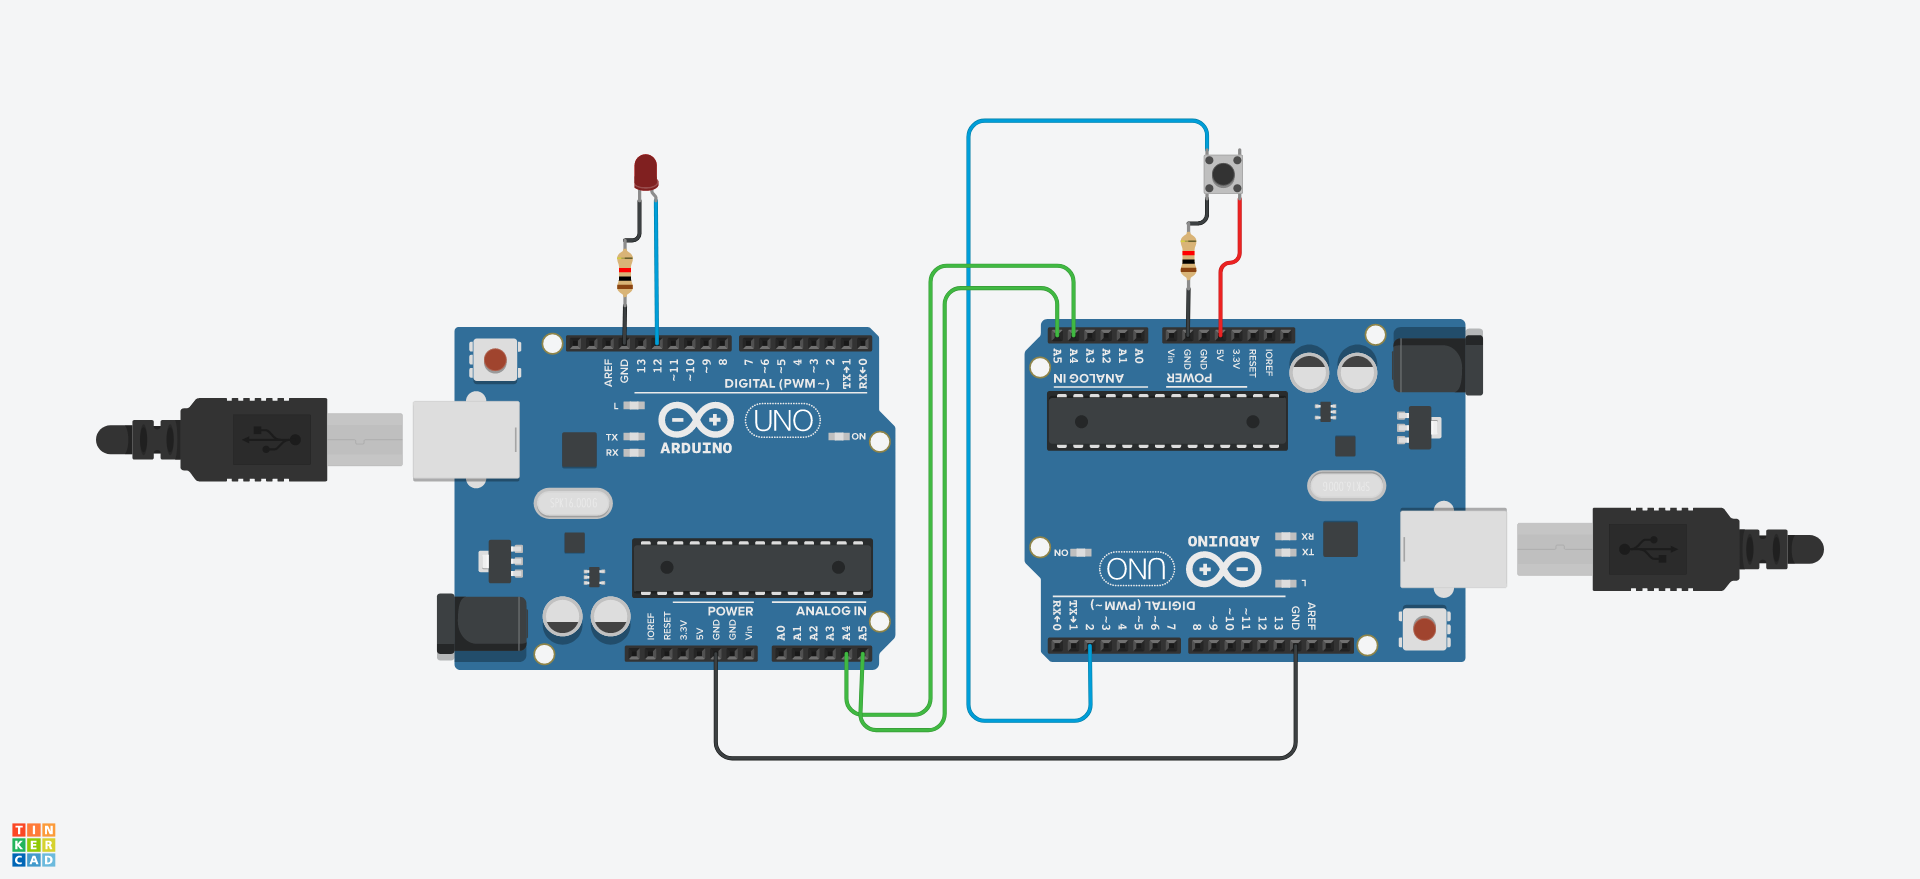 AREF
GND
13
12
~11
~10
~9
8
7
~6
~5
4
~3
2
TX→1
RX←0
DIGITAL (PWM~)
L
TX
RX
ARDUINO
UNO
ON
POWER
ANALOG IN
IOREF
RESET
3.3V
5V
GND
GND
Vin
A0
A1
A2
A3
A4
A5
A5
A4
A3
A2
A1
A0
Vin
GND
GND
5V
3.3V
RESET
IOREF
ANALOG IN
POWER
ON
UNO
ARDUINO
RX
TX
L
DIGITAL (PWM~)
RX←0
TX→1
2
~3
4
~5
~6
7
8
~9
~10
~11
12
13
GND
AREF
TIN
KER
CAD